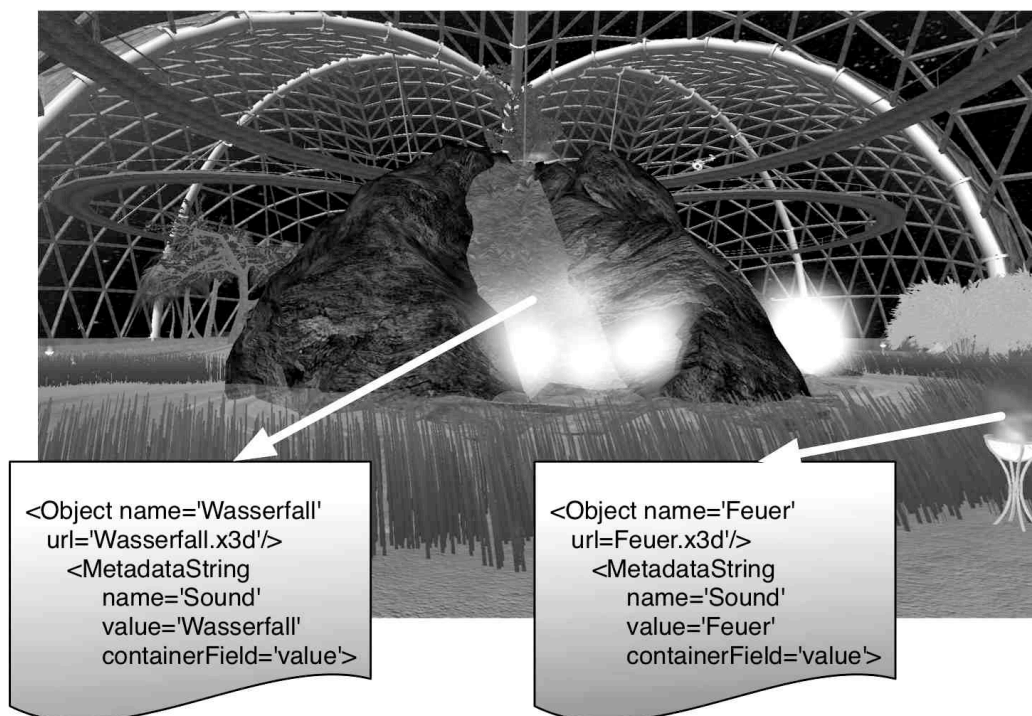 <Object name='Wasserfall'
url='Wasserfall.x3d'/>
<MetadataString
name='Sound'
value='Wasserfall'
containerField='value'>
<Object name='Feuer'
url=Feuer.x3d'/>
<MetadataString
name='Sound'
value='Feuer'
containerField='value'>